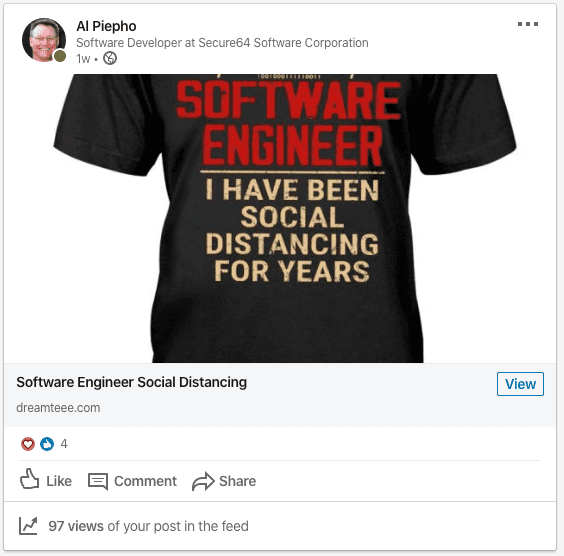 Al Piepho
Software Developer at Secure64 Software Corporation
1w •
SOFTWARE
ENGINEER
I HAVE BEEN
SOCIAL
DISTANCING
FOR YEARS
Software Engineer Social Distancing
View
dreamteee.com
4
Like Comment Share
97 views of your post in the feed